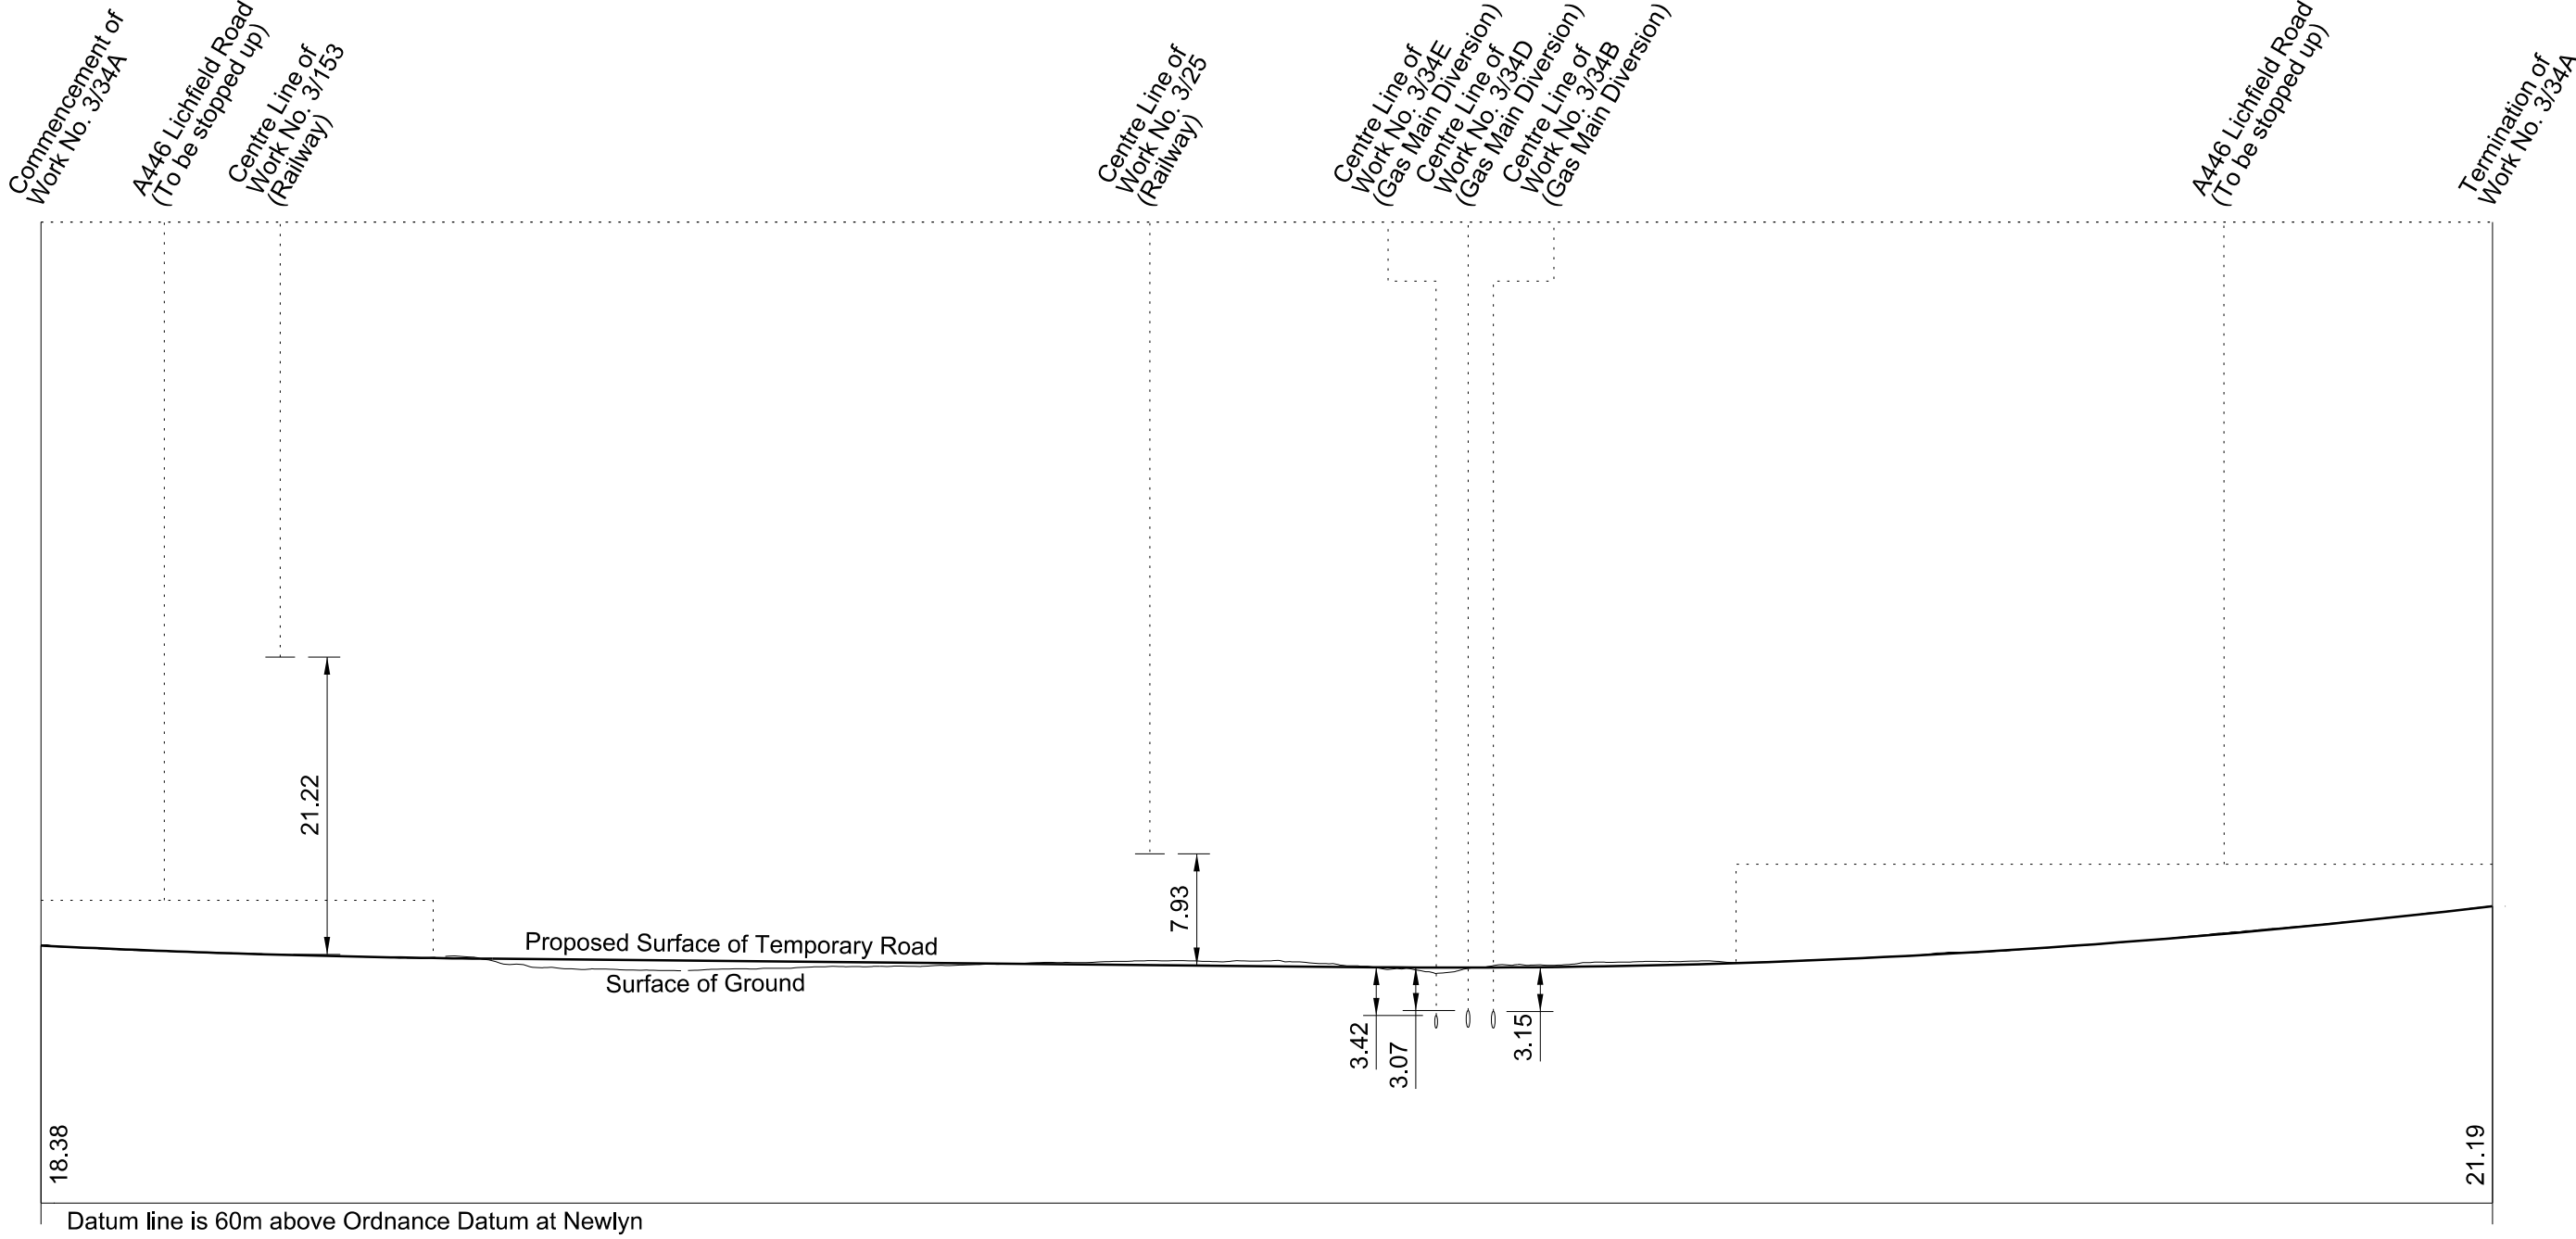 Commencement of
Work No. 3/34A
A446 Lichfield Road
(To be stopped up)
Centre Line of
Work No. 3/153
(Railway)
Centre Line of
Work No. 3/25
(Railway)
Centre Line of
Work No. 3/34E
(Gas Main Diversion)
Centre Line of
Work No. 3/34D
(Gas Main Diversion)
Centre Line of
Work No. 3/34B
(Gas Main Diversion)
A446 Lichfield Road
(To be stopped up)
Termination of
Work No. 3/34A
21.22
7.93
Proposed Surface of Temporary Road
Surface of Ground
3.42
3.07
3.15
18.38
21.19
Datum line is 60m above Ordnance Datum at Newlyn